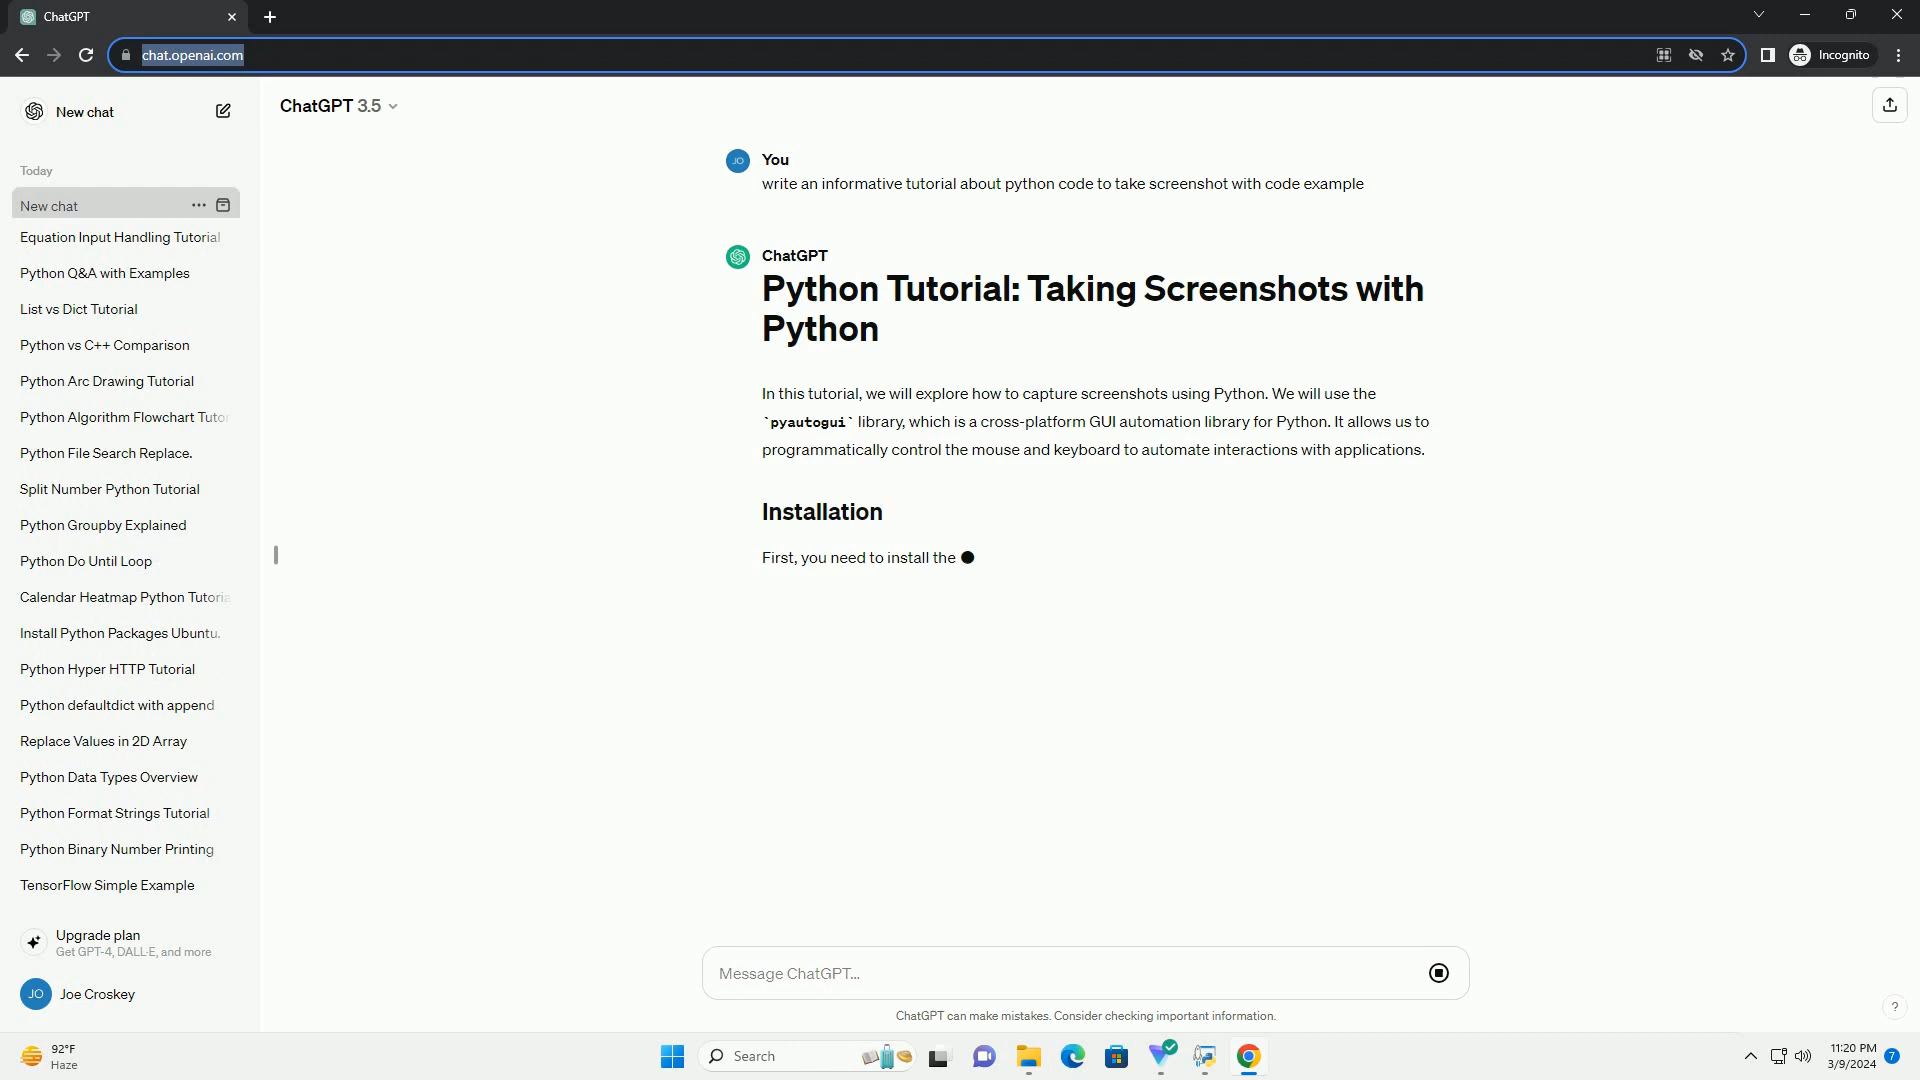 ChatGPT
chat.openai.com
Incognito
New chat
ChatGPT 3.5
Today
New chat
Equation Input Handling Tutorial
Python Q&A with Examples
List vs Dict Tutorial
Python vs C++ Comparison
Python Arc Drawing Tutorial
Python Algorithm Flowchart Tutor
Python File Search Replace.
Split Number Python Tutorial
Python Groupby Explained
Python Do Until Loop
Calendar Heatmap Python Tutoria
Install Python Packages Ubuntu.
Python Hyper HTTP Tutorial
Python defaultdict with append
Replace Values in 2D Array
Python Data Types Overview
Python Format Strings Tutorial
Python Binary Number Printing
TensorFlow Simple Example
Upgrade plan
Get GPT-4, DALL·E, and more
JO Joe Croskey
JO You
write an informative tutorial about python code to take screenshot with code example
ChatGPT
Python Tutorial: Taking Screenshots with
Python
In this tutorial, we will explore how to capture screenshots using Python. We will use the
`pyautogui` library, which is a cross-platform GUI automation library for Python. It allows us to
programmatically control the mouse and keyboard to automate interactions with applications.
Installation
First, you need to install the
Message ChatGPT...
ChatGPT can make mistakes. Consider checking important information.
?
92°F
Haze
Search
11:20 PM
3/9/2024
7